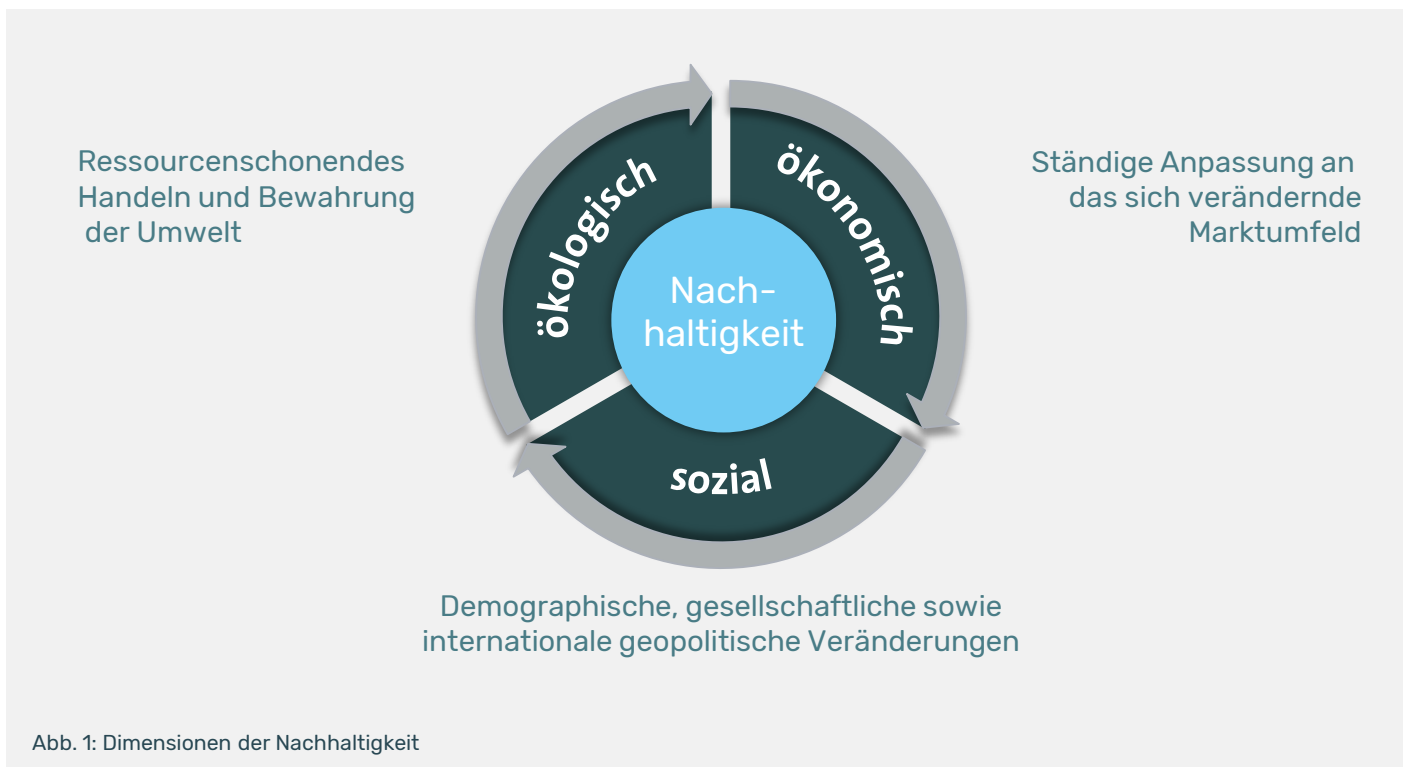 Ressourcenschonendes
Handeln und Bewahrung
der Umwelt
ökologisch
ökonomisch
Ständige Anpassung an
das sich verändernde
Marktumfeld
Nach-
haltigkeit
sozial
Demographische, gesellschaftliche sowie
internationale geopolitische Veränderungen
Abb. 1: Dimensionen der Nachhaltigkeit